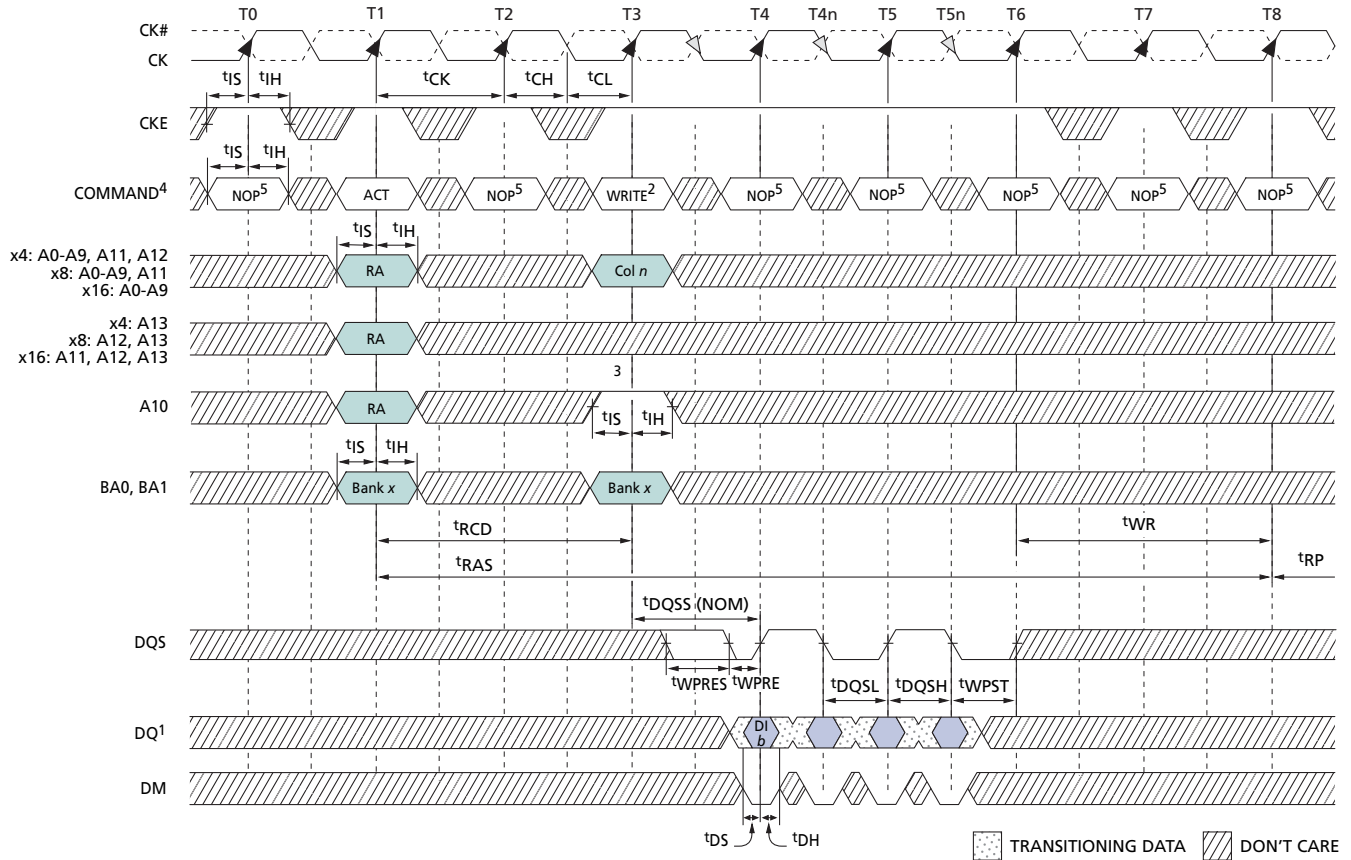 T0 T1 T2 T3 T4 T4n T5 T5n T6 T7 T8
CK#
CK
tIS tIH tCK tCH tCL
CKE
tIS tIH
COMMAND4 NOP5 ACT NOP5 WRITE2 NOP5 NOP5 NOP5 NOP5 NOP5
tIS tIH
x4: A0-A9, A11, A12
x8: A0-A9, A11
x16: A0-A9
RA Col n
x4: A13
x8: A12, A13
x16: A11, A12, A13
RA
3
A10 RA
tIS tIH
tIS tIH
BA0, BA1 Bank x Bank x
tRCD tWR
tRAS tRP
tDQSS (NOM)
DQS
tWPRES tWPRE tDQSL tDQSH tWPST
DQ1 DI
b
DM
tDS tDH
TRANSITIONING DATA DON'T CARE